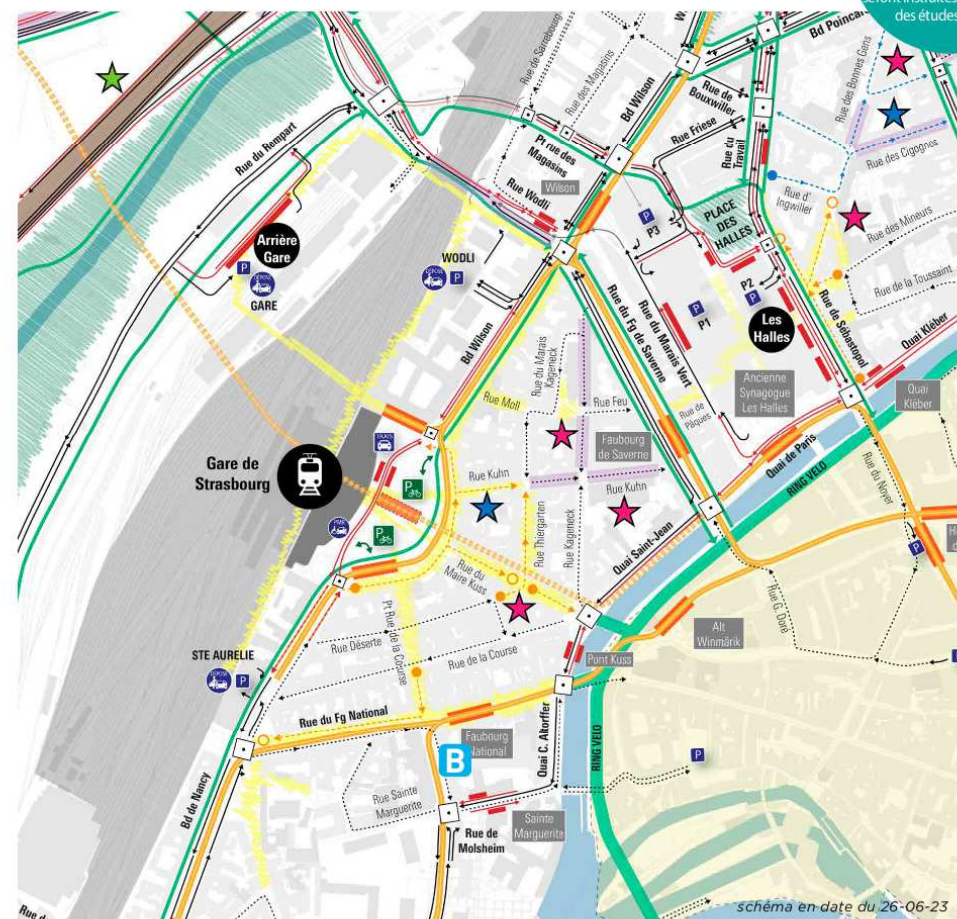 seront instruites
des études
Bd Poincaré
Rue de Sarrebourg
Rue des Magasins
Bd Wilson
Rue de
Bouxwiller
Rue Friese
Rue du
Travail
Rue des Bonnes Gens
Rue des Cigognes
Rue d'
Ingwiller
Rue des Mineurs
Rue de la Toussaint
Rue du Rempart
Pt rue des
Magasins
Wilson
Rue Wodli
PLACE
DES
HALLES
P
P3
P
P1
P2
P
Les
Halles
Arrière
Gare
P
DÉPOSE
GARE
WODLI
DÉPOSE
P
Bd Wilson
Rue du Fg de Saverne
Rue du Marais Vert
Rue de Sébastopol
Quai Kléber
Quai
Kléber
Ancienne
Synagogue
Les Halles
Rue de
Pâques
Rue du Marais
Kageneck
Rue Moll
Rue Feu
Faubourg
de Saverne
Quai de Paris
RING VELO
Rue du Noyer
Gare de
Strasbourg
TAXIS
P
P
PMR
Rue Kuhn
Rue Kuhn
Rue Thiergarten
Rue Kageneck
Quai Saint-Jean
P
Rue du
Maire Kuss
Rue G. Doré
Pt Rue de la Course
Rue Déserte
Rue de la Course
Alt
Winmärik
Pont Kuss
STE AURELIE
DÉPOSE
P
Rue du Fg National
Faubourg
National
B
Quai C. Altorffer
RING VELO
P
Bd de Nancy
Rue Sainte
Marguerite
Sainte
Marguerite
Rue de
Molsheim
schéma en date du 26-06-23